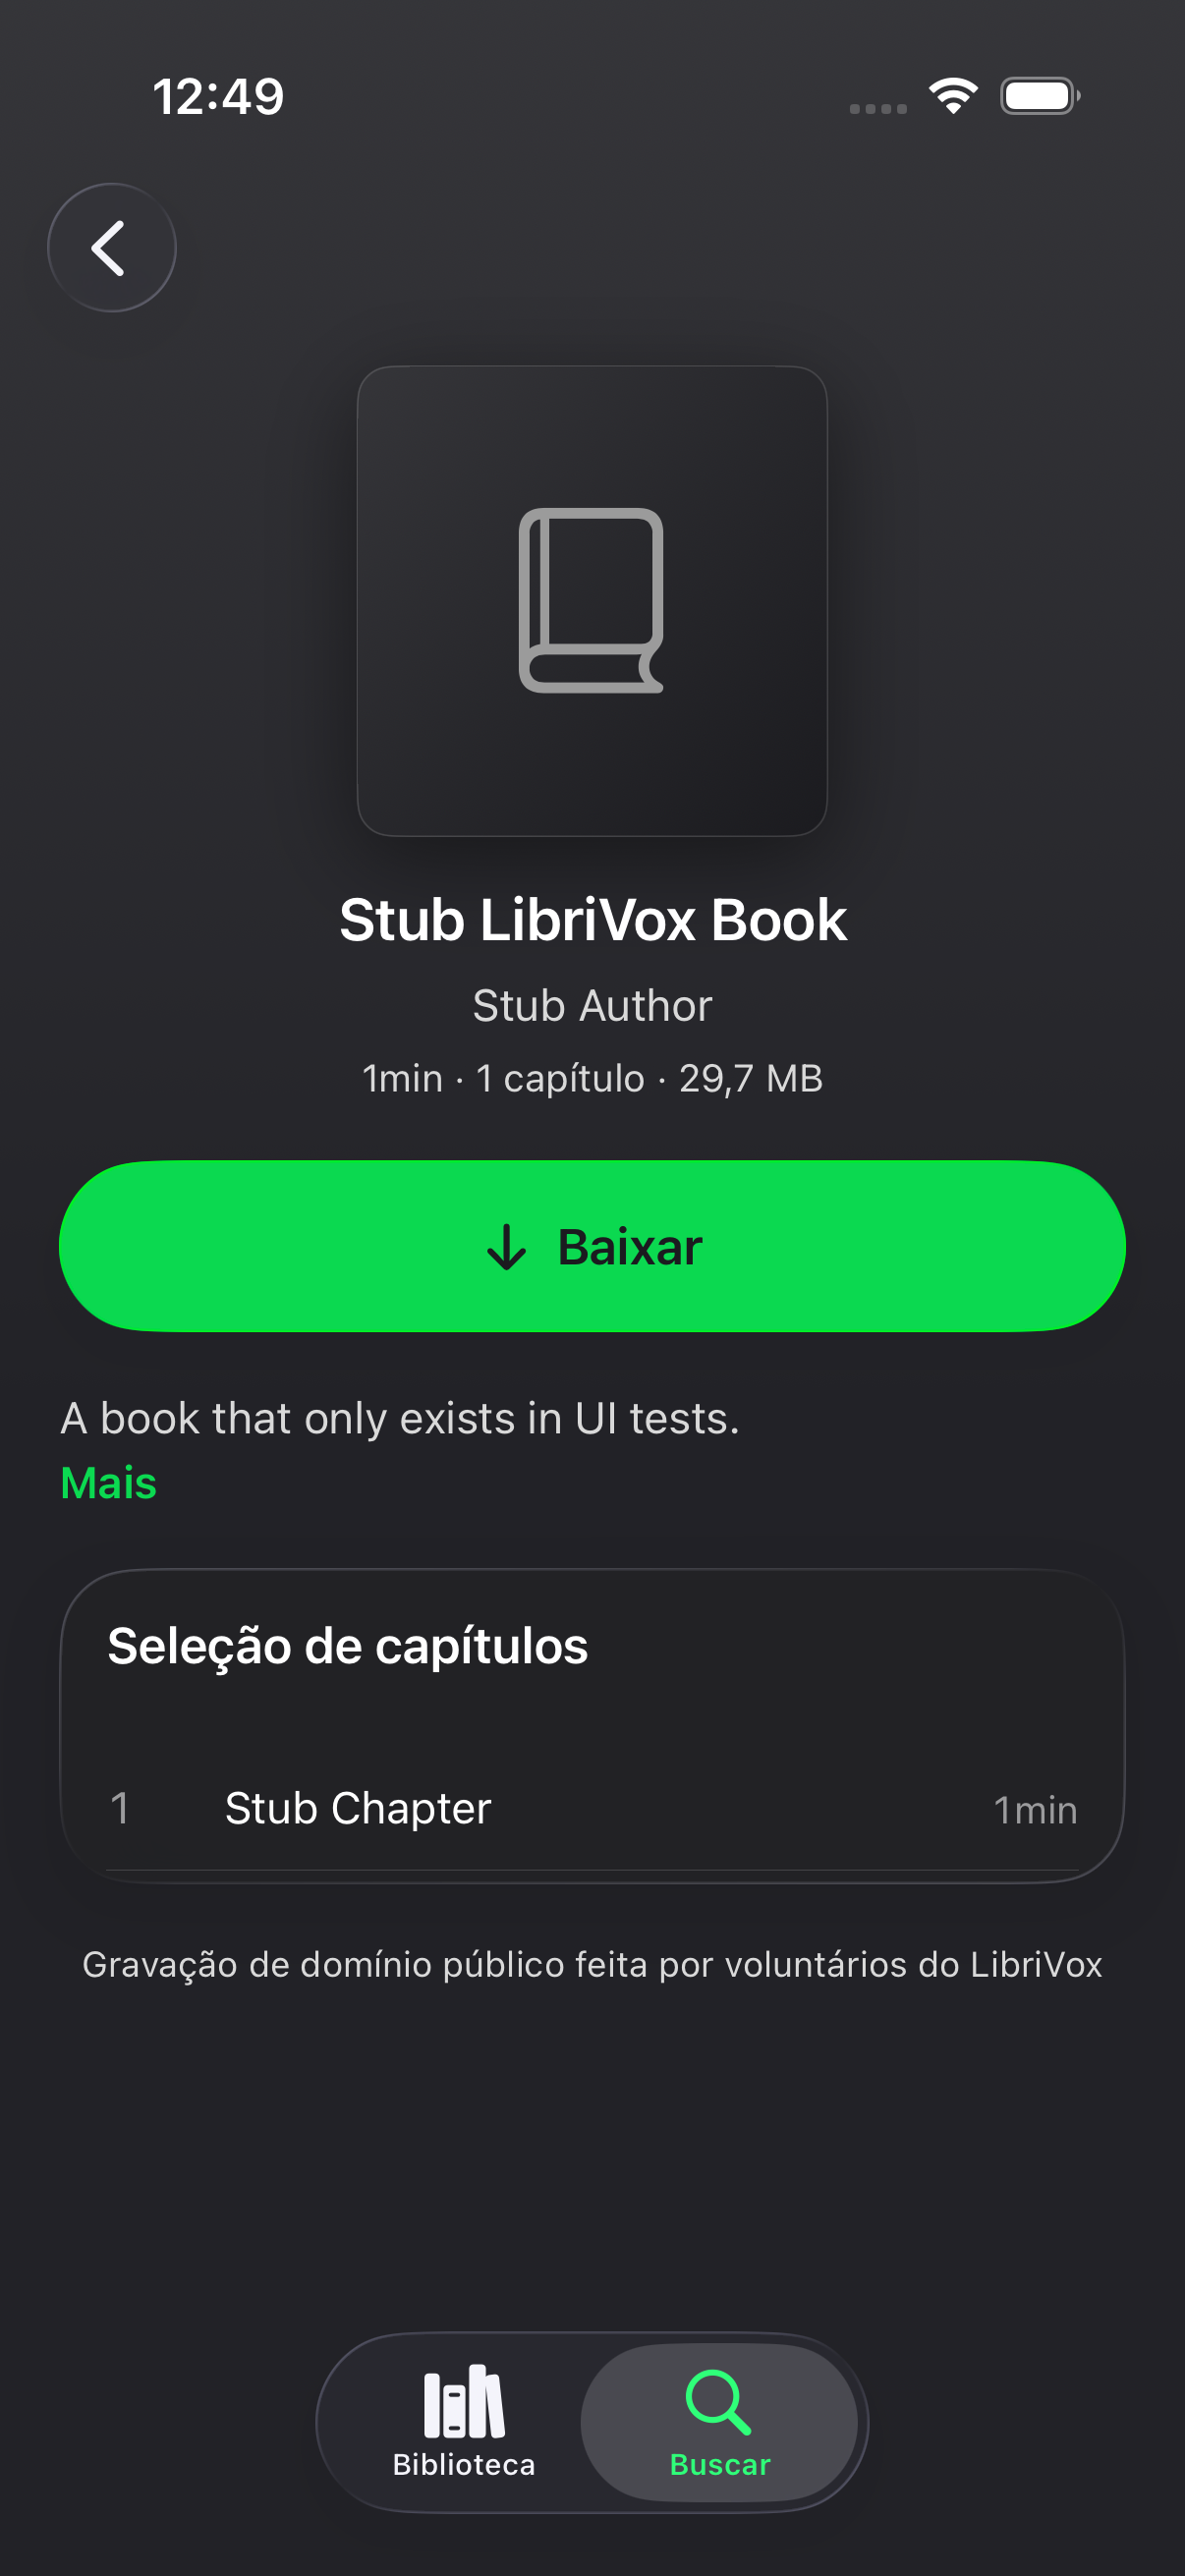 12:49
Stub LibriVox Book
Stub Author
1min · 1 capítulo · 29,7 MB
Baixar
A book that only exists in UI tests.
Mais
Seleção de capítulos
1 Stub Chapter 1min
Gravação de domínio público feita por voluntários do LibriVox
Biblioteca Buscar